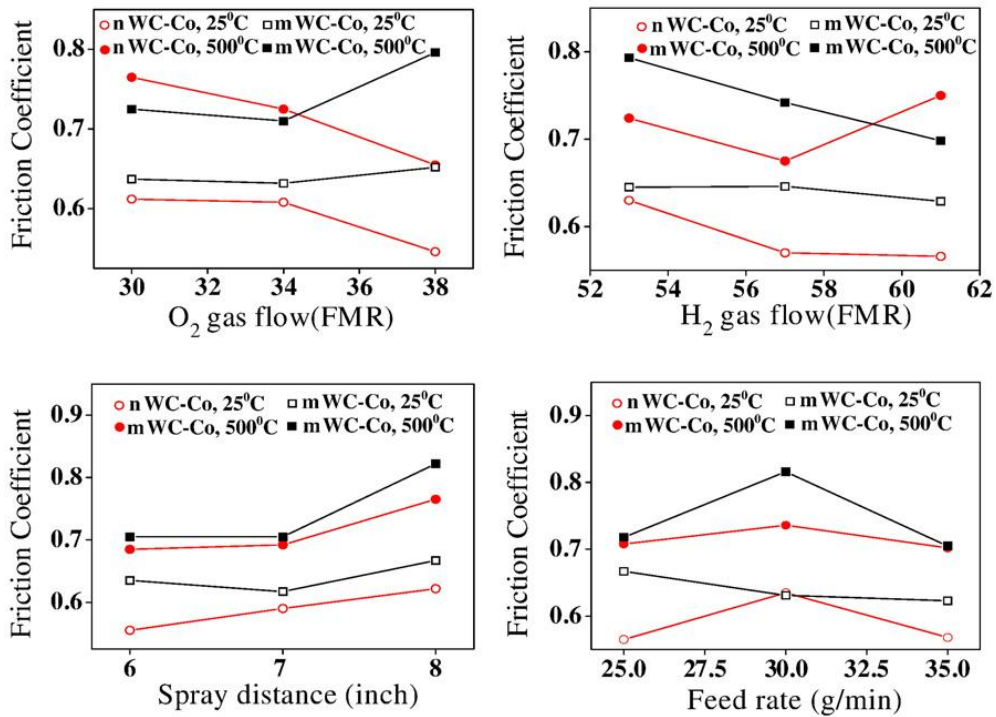 n WC-Co, 25⁰C m WC-Co, 25⁰C
n WC-Co, 500⁰C m WC-Co, 500⁰C
0.8
0.7
0.6
Friction Coefficient
30 32 34 36 38
O₂ gas flow(FMR)
n WC-Co, 25⁰C m WC-Co, 25⁰C
m WC-Co, 500⁰C m WC-Co, 500⁰C
0.8
0.7
0.6
Friction Coefficient
52 54 56 58 60 62
H₂ gas flow(FMR)
n WC-Co, 25⁰C m WC-Co, 25⁰C
m WC-Co, 500⁰C m WC-Co, 500⁰C
0.9
0.8
0.7
0.6
Friction Coefficient
6 7 8
Spray distance (inch)
n WC-Co, 25⁰C m WC-Co, 25⁰C
m WC-Co, 500⁰C m WC-Co, 500⁰C
0.9
0.8
0.7
0.6
Friction Coefficient
25.0 27.5 30.0 32.5 35.0
Feed rate (g/min)